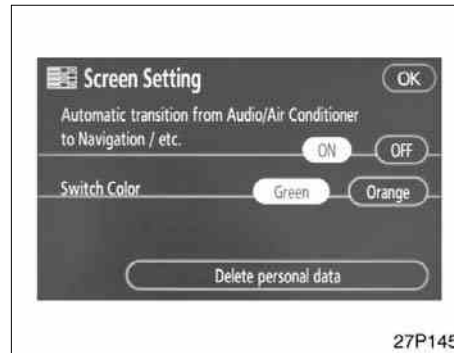 Screen Setting
OK
Automatic transition from Audio/Air Conditioner
to Navigation / etc.
ON
OFF
Switch Color
Green
Orange
Delete personal data
27P145